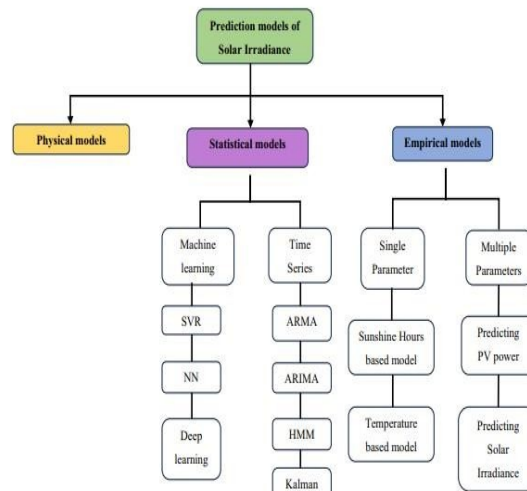 Prediction models of
Solar Irradiance
Physical models
Statistical models
Empirical models
Machine
learning
Time
Series
Single
Parameter
Multiple
Parameters
SVR
ARMA
Sunshine Hours
based model
Predicting
PV power
NN
ARIMA
Deep
learning
HMM
Temperature
based model
Predicting
Solar
Irradiance
Kalman